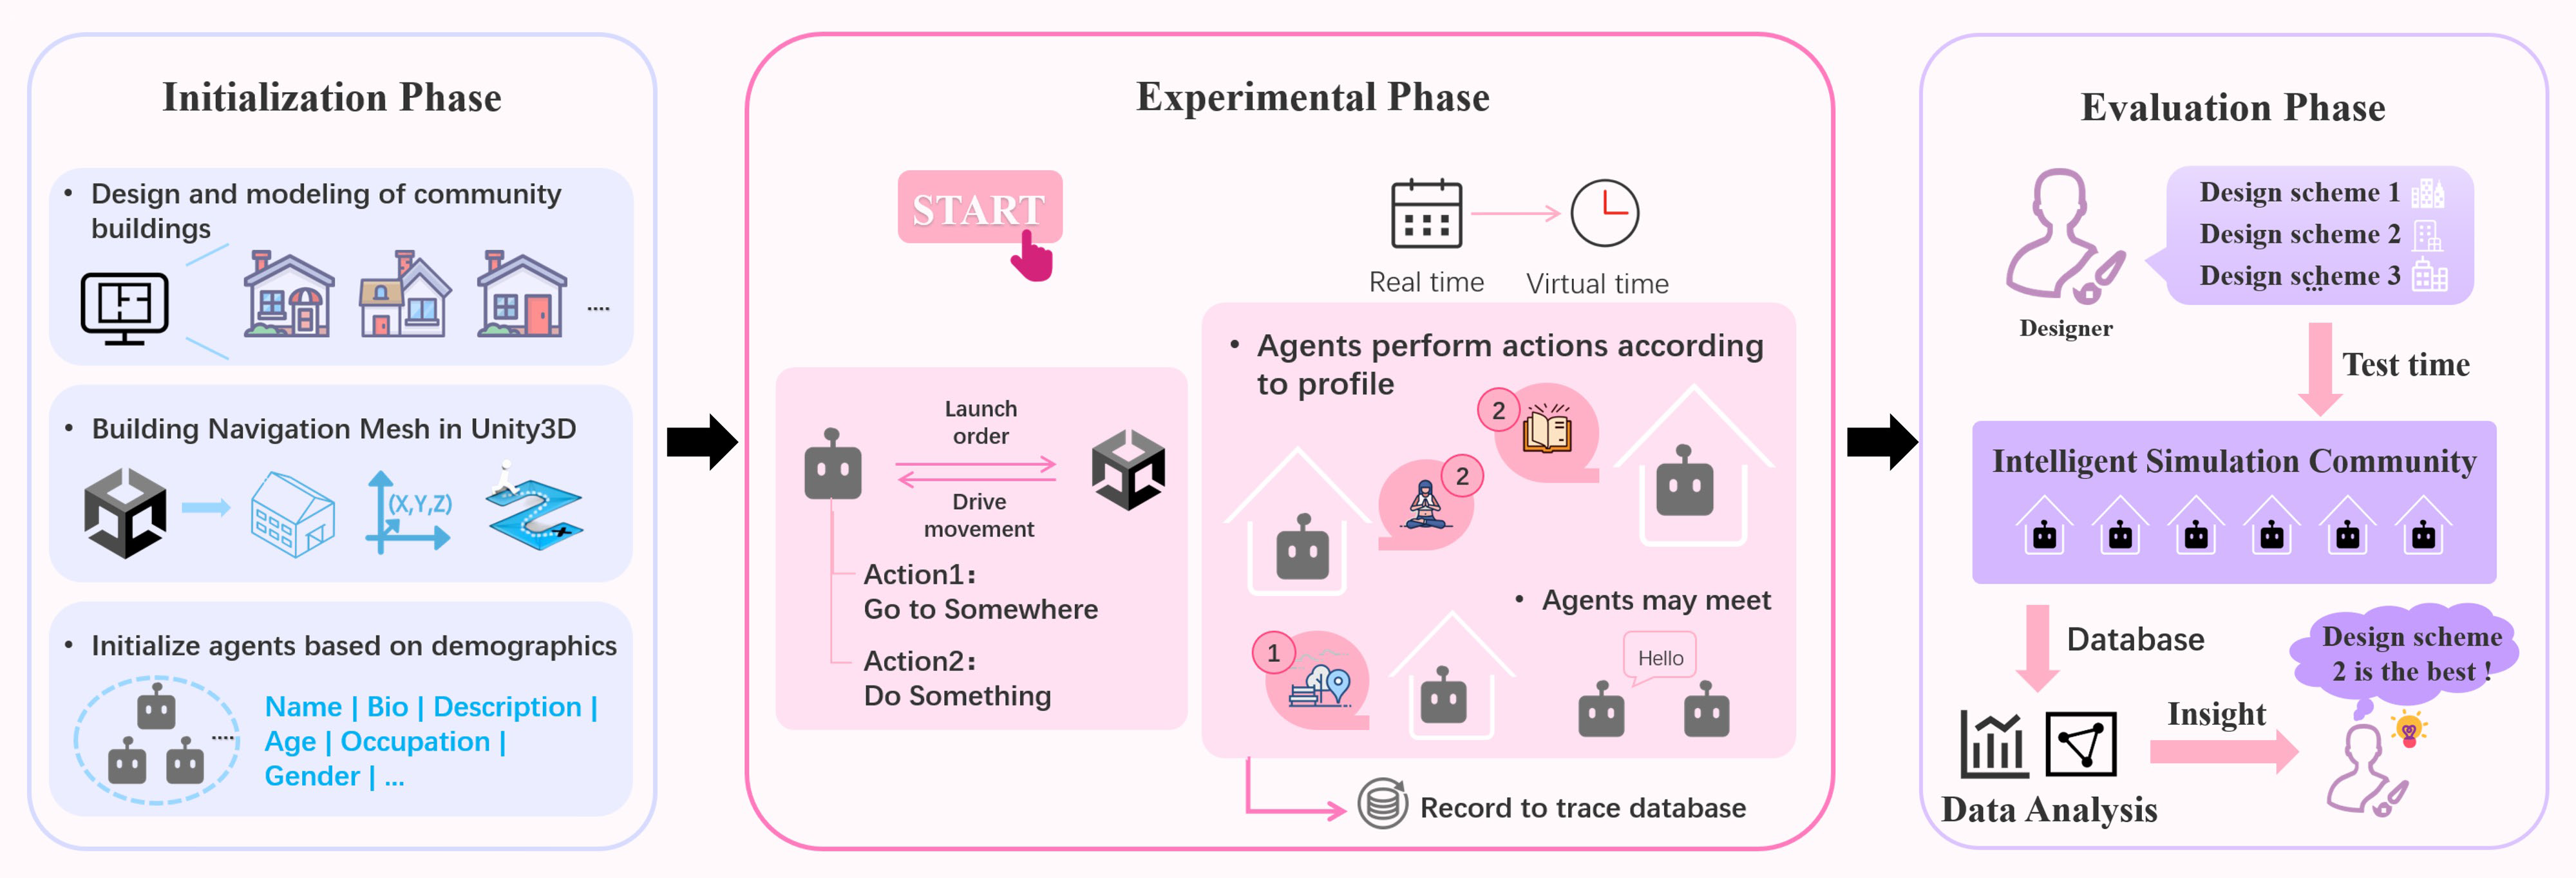 Initialization Phase
• Design and modeling of community
buildings
....
• Building Navigation Mesh in Unity3D
(X,Y,Z)
• Initialize agents based on demographics
....
Name | Bio | Description |
Age | Occupation |
Gender | ...
Experimental Phase
START
Real time
Virtual time
Launch
order
Drive
movement
Action1:
Go to Somewhere
Action2:
Do Something
• Agents perform actions according
to profile
2
2
1
• Agents may meet
Hello
Record to trace database
Evaluation Phase
Designer
Design scheme 1
Design scheme 2
Design scheme 3
...
Test time
Intelligent Simulation Community
Database
Data Analysis
Insight
Design scheme
2 is the best !